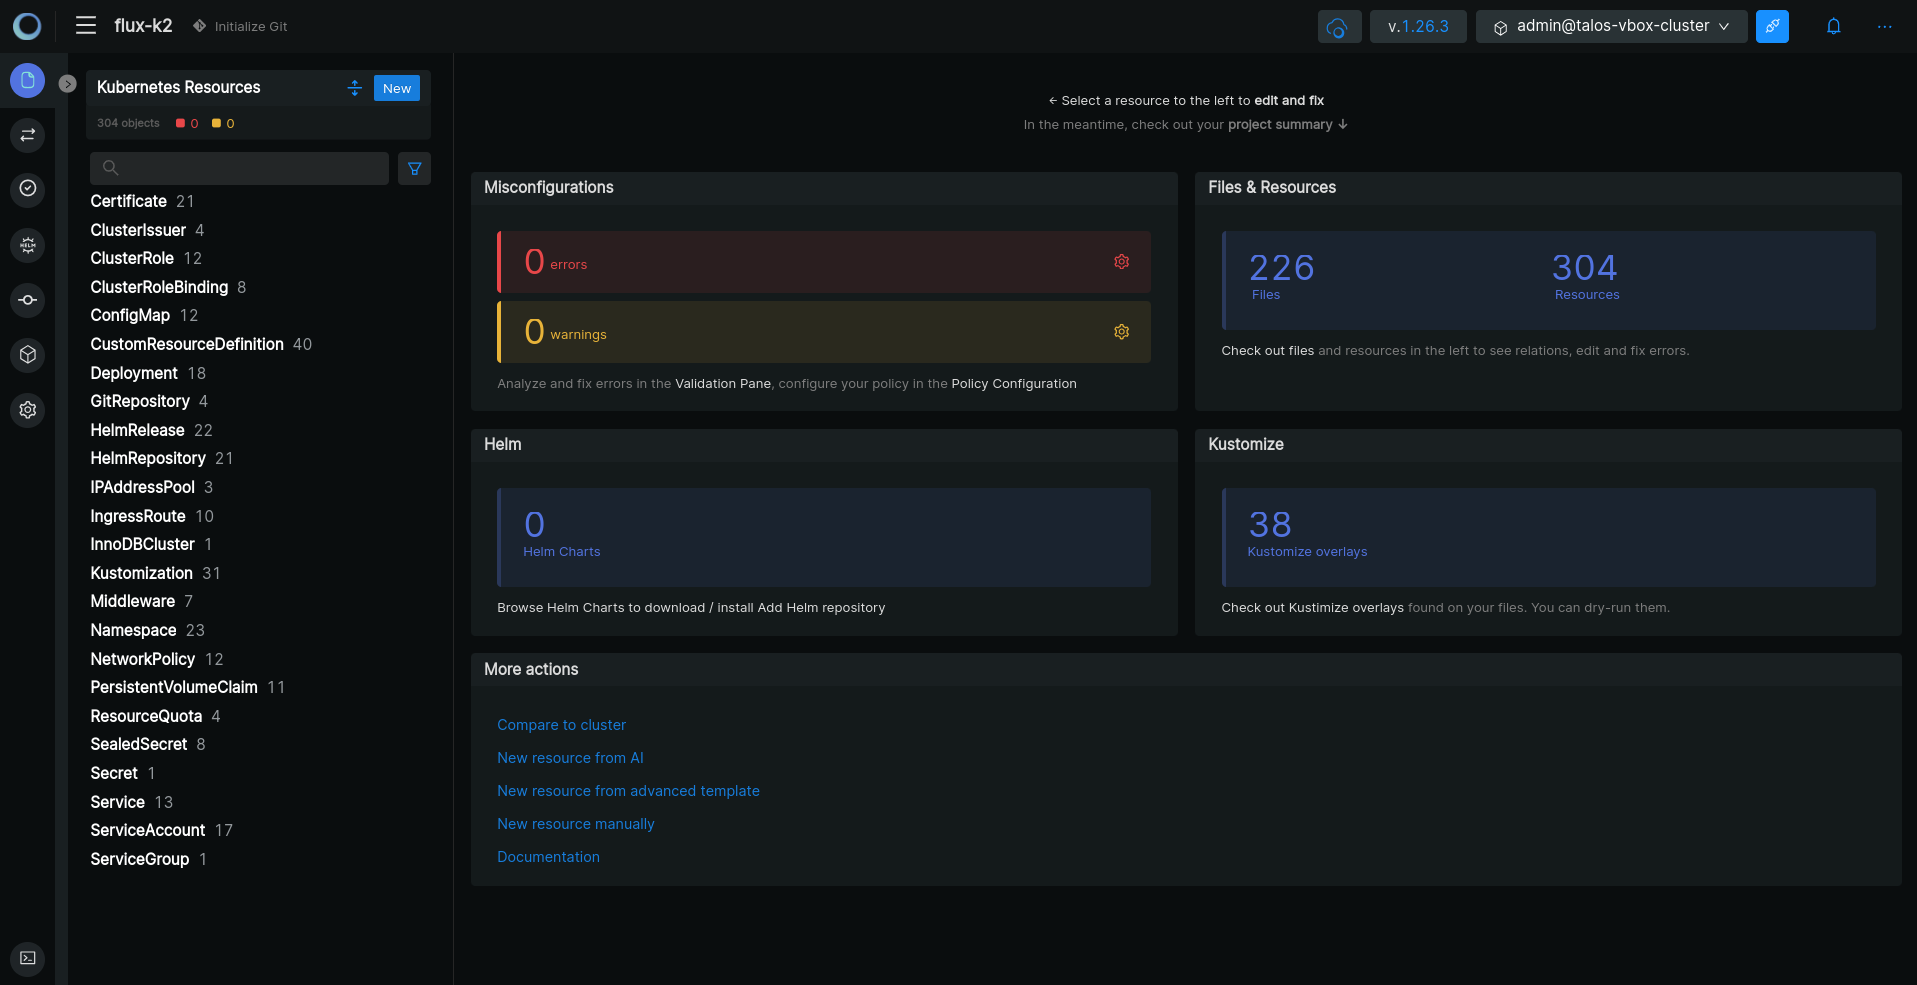 flux-k2 Initialize Git v.1.26.3 admin@talos-vbox-cluster
Kubernetes Resources New
304 objects 0 0
Certificate 21
ClusterIssuer 4
ClusterRole 12
ClusterRoleBinding 8
ConfigMap 12
CustomResourceDefinition 40
Deployment 18
GitRepository 4
HelmRelease 22
HelmRepository 21
IPAddressPool 3
IngressRoute 10
InnoDBCluster 1
Kustomization 31
Middleware 7
Namespace 23
NetworkPolicy 12
PersistentVolumeClaim 11
ResourceQuota 4
SealedSecret 8
Secret 1
Service 13
ServiceAccount 17
ServiceGroup 1
← Select a resource to the left to edit and fix
In the meantime, check out your project summary ↓
Misconfigurations
0 errors
0 warnings
Analyze and fix errors in the Validation Pane, configure your policy in the Policy Configuration
Files & Resources
226 304
Files Resources
Check out files and resources in the left to see relations, edit and fix errors.
Helm
0
Helm Charts
Browse Helm Charts to download / install Add Helm repository
Kustomize
38
Kustomize overlays
Check out Kustimize overlays found on your files. You can dry-run them.
More actions
Compare to cluster
New resource from AI
New resource from advanced template
New resource manually
Documentation